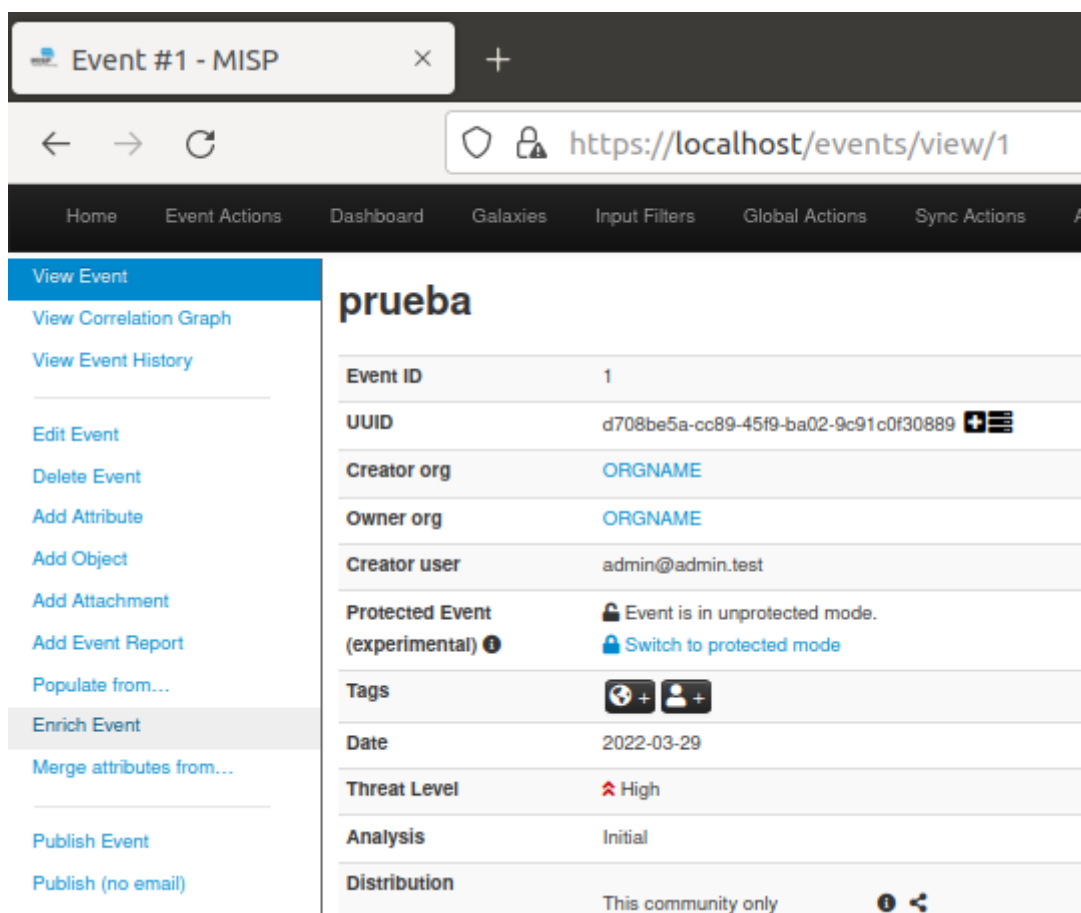 Event #1 - MISP
https://localhost/events/view/1
Home Event Actions Dashboard Galaxies Input Filters Global Actions Sync Actions
View Event
View Correlation Graph
View Event History
Edit Event
Delete Event
Add Attribute
Add Object
Add Attachment
Add Event Report
Populate from...
Enrich Event
Merge attributes from...
Publish Event
Publish (no email)
prueba
Event ID 1
UUID d708be5a-cc89-45f9-ba02-9c91c0f30889
Creator org ORGNAME
Owner org ORGNAME
Creator user admin@admin.test
Protected Event Event is in unprotected mode.
(experimental) Switch to protected mode
Tags + +
Date 2022-03-29
Threat Level High
Analysis Initial
Distribution
This community only